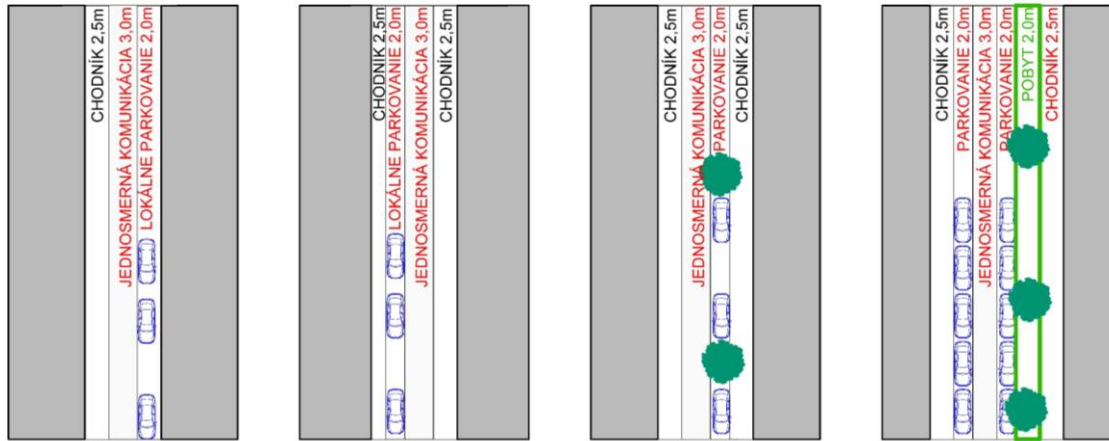 CHODNÍK 2,5m
JEDNOSMERNÁ KOMUNIKÁCIA 3,0m
LOKÁLNE PARKOVANIE 2,0m
CHODNÍK 2,5m
LOKÁLNE PARKOVANIE 2,0m
JEDNOSMERNÁ KOMUNIKÁCIA 3,0m
CHODNÍK 2,5m
CHODNÍK 2,5m
JEDNOSMERNÁ KOMUNIKÁCIA 3,0m
PARKOVANIE 2,0m
CHODNÍK 2,5m
CHODNÍK 2,5m
PARKOVANIE 2,0m
JEDNOSMERNÁ KOMUNIKÁCIA 3,0m
PARKOVANIE 2,0m
POBYT 2,0m
CHODNÍK 2,5m